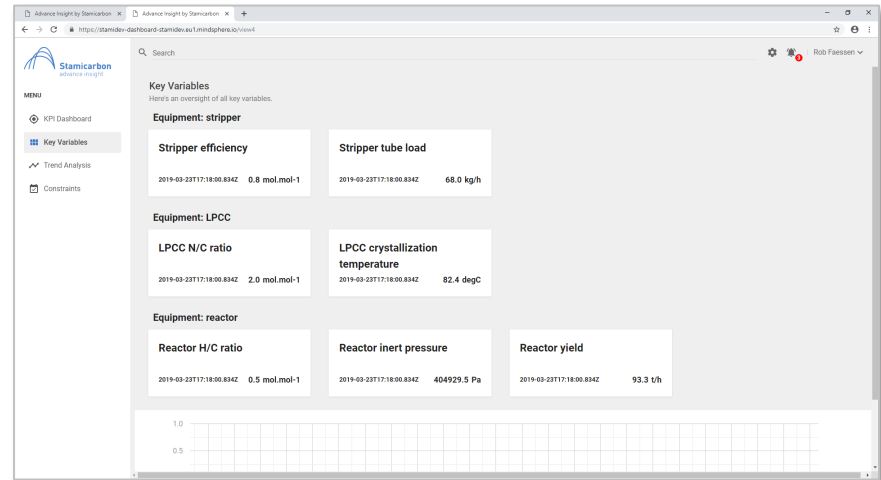 Advance Insight by Stamicarbon
Advance Insight by Stamicarbon
https://stamidev-dashboard-stamidev.eu1.mindsphere.io/view4
Stamicarbon
advance insight
Search
3
Rob Faessen
MENU
KPI Dashboard
Key Variables
Trend Analysis
Constraints
Key Variables
Here's an oversight of all key variables.
Equipment: stripper
Stripper efficiency
2019-03-23T17:18:00.834Z 0.8 mol.mol-1
Stripper tube load
2019-03-23T17:18:00.834Z 68.0 kg/h
Equipment: LPCC
LPCC N/C ratio
2019-03-23T17:18:00.834Z 2.0 mol.mol-1
LPCC crystallization
temperature
2019-03-23T17:18:00.834Z 82.4 degC
Equipment: reactor
Reactor H/C ratio
2019-03-23T17:18:00.834Z 0.5 mol.mol-1
Reactor inert pressure
2019-03-23T17:18:00.834Z 404929.5 Pa
Reactor yield
2019-03-23T17:18:00.834Z 93.3 t/h
1.0
0.5